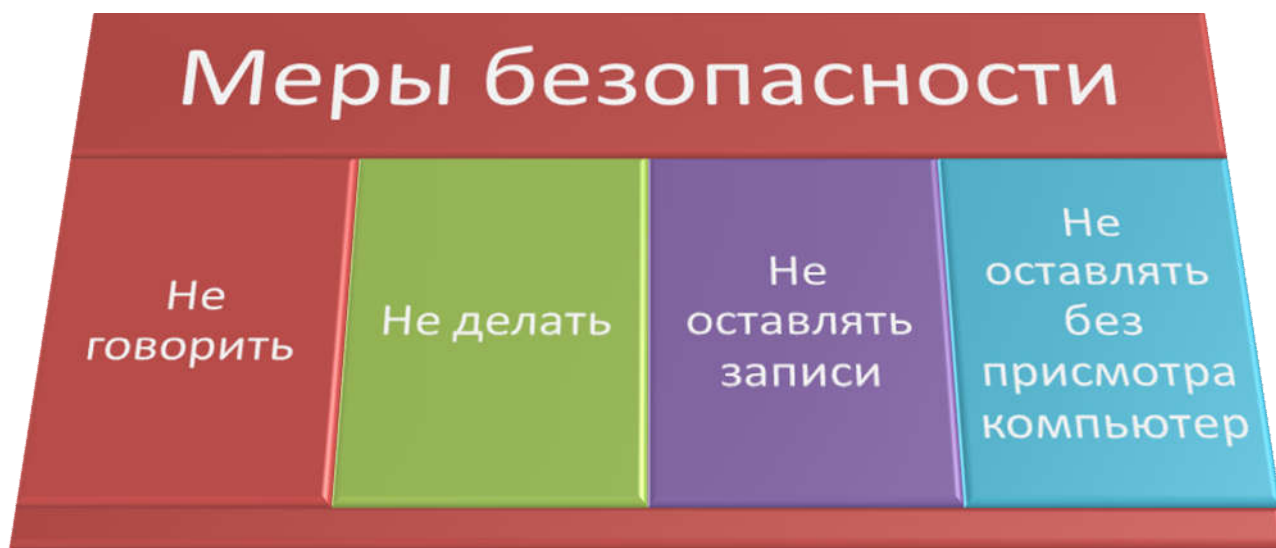 Меры безопасности
Не
говорить
Не делать
Не
оставлять
записи
Не
оставлять
без
присмотра
компьютер